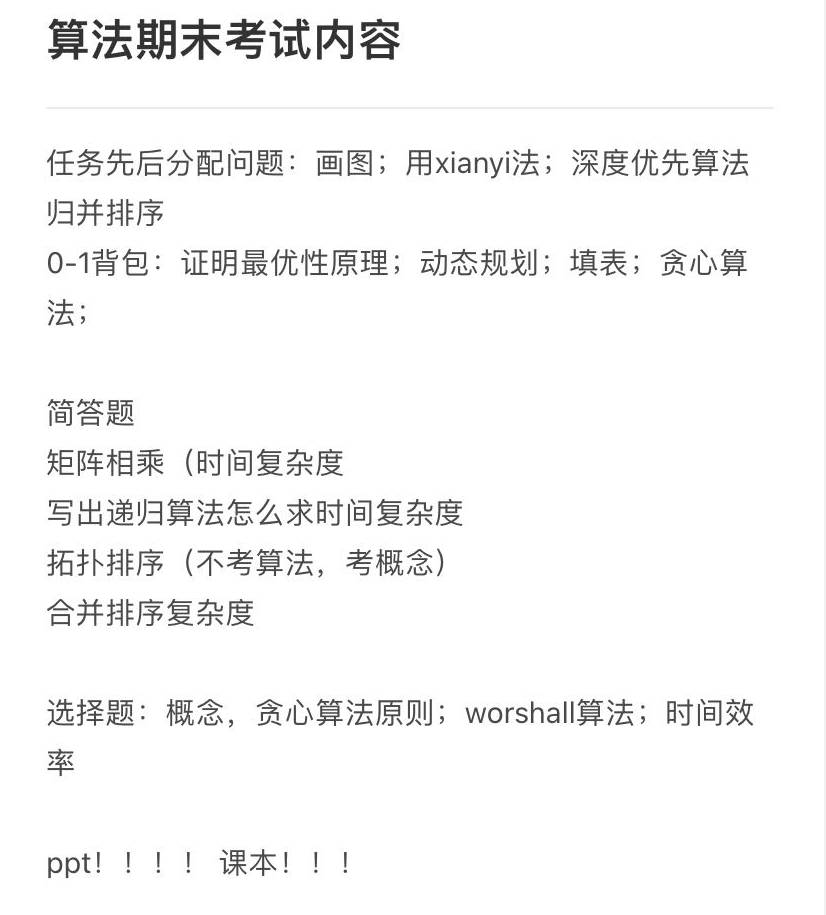 算法期末考试内容
任务先后分配问题：画图；用xianyi法；深度优先算法
归并排序
0-1背包：证明最优性原理；动态规划；填表；贪心算
法；
简答题
矩阵相乘（时间复杂度
写出递归算法怎么求时间复杂度
拓扑排序（不考算法，考概念）
合并排序复杂度
选择题：概念，贪心算法原则；worshall算法；时间效
率
ppt！！！！ 课本！！！